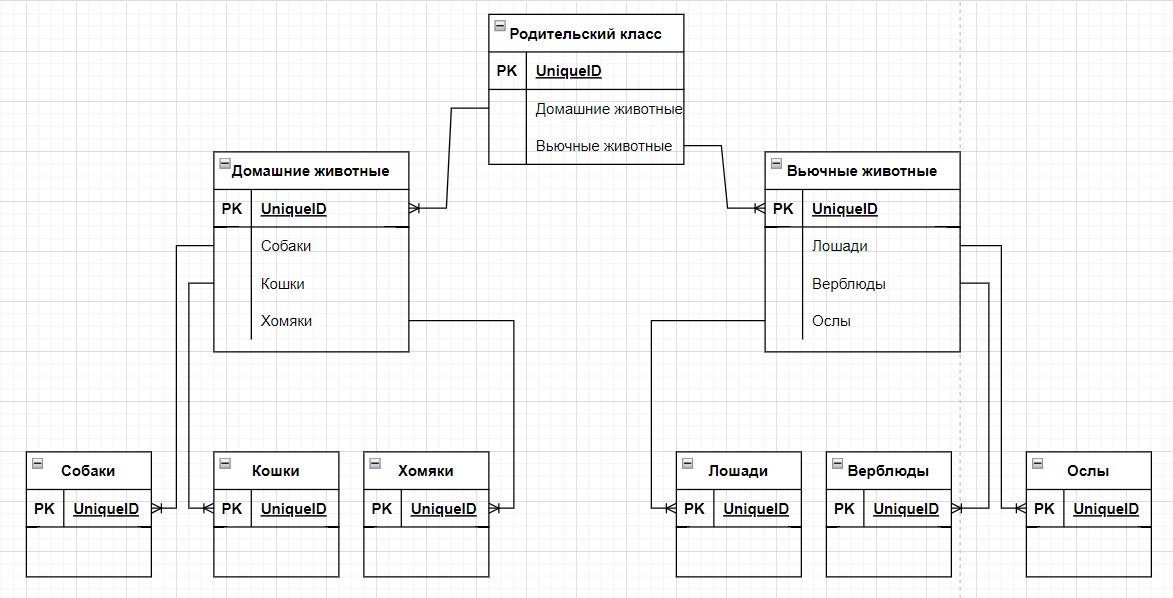 Родительский класс
PK UniqueID
Домашние животные
Вьючные животные
Домашние животные
PK UniqueID
Собаки
Кошки
Хомяки
Вьючные животные
PK UniqueID
Лошади
Верблюды
Ослы
Собаки
PK UniqueID
Кошки
PK UniqueID
Хомяки
PK UniqueID
Лошади
PK UniqueID
Верблюды
PK UniqueID
Ослы
PK UniqueID